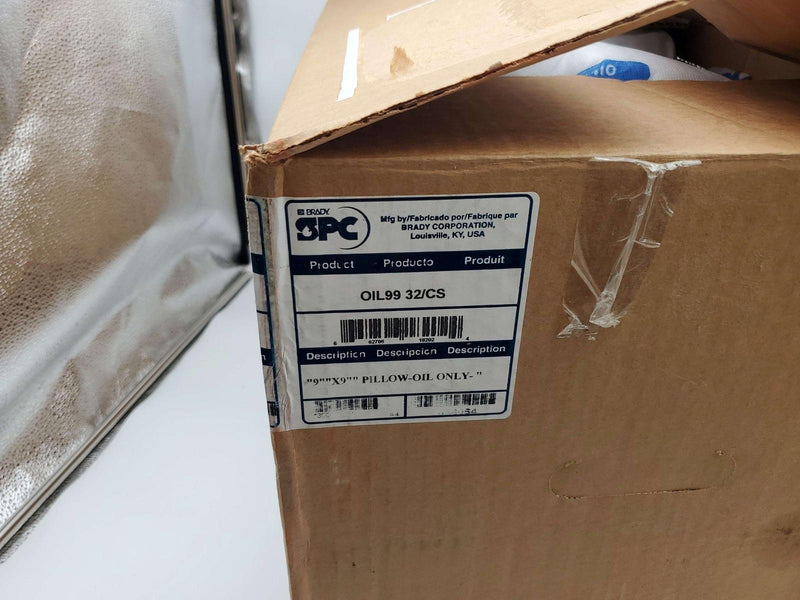 BRADY
SPC
Mfg by/Fabricado por/Fabrique par
BRADY CORPORATION,
Louisville, KY, USA
Product Producto Produit
OIL99 32/CS
Description Descripcion Description
"9""X9"" PILLOW-OIL ONLY- "